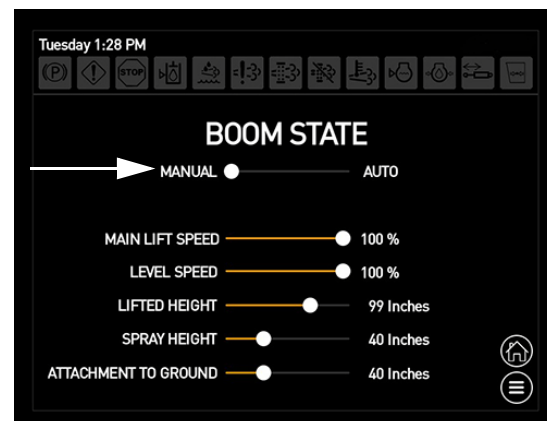 Tuesday 1:28 PM
(P) STOP
BOOM STATE
MANUAL AUTO
MAIN LIFT SPEED 100 %
LEVEL SPEED 100 %
LIFTED HEIGHT 99 Inches
SPRAY HEIGHT 40 Inches
ATTACHMENT TO GROUND 40 Inches